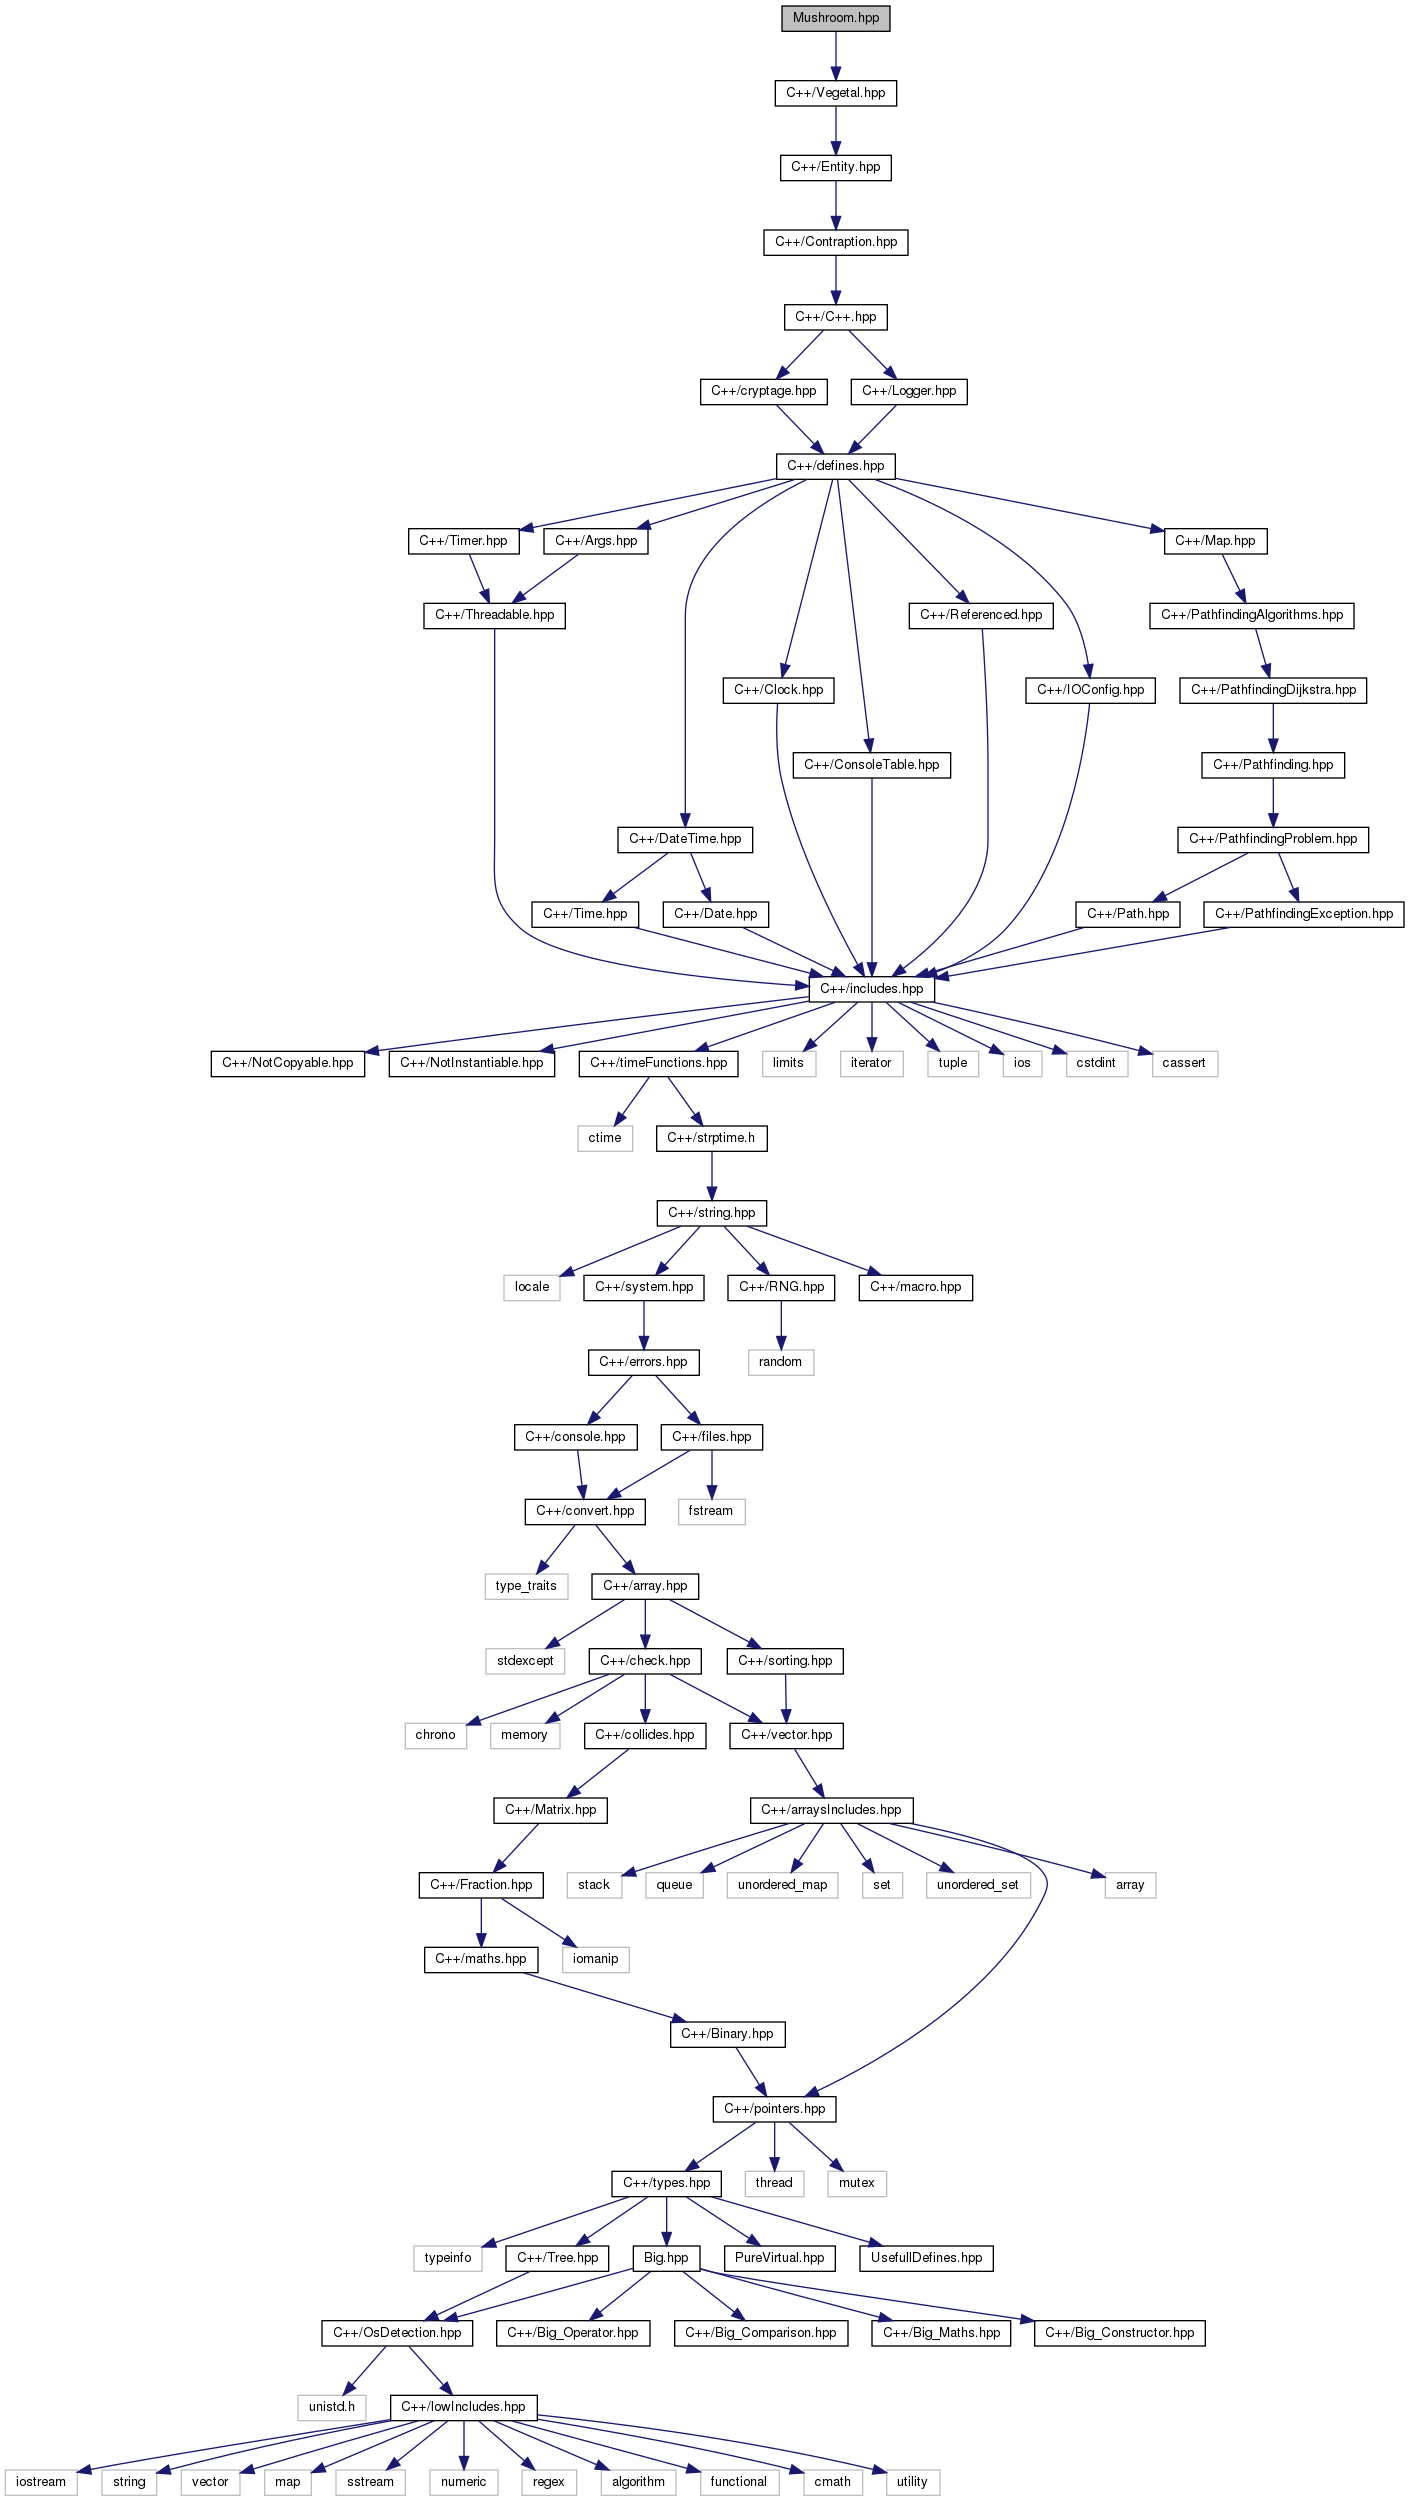 Mushroom.hpp
C++/Vegetal.hpp
C++/Entity.hpp
C++/Contraption.hpp
C++/C++.hpp
C++/cryptage.hpp
C++/Logger.hpp
C++/defines.hpp
C++/Timer.hpp
C++/Args.hpp
C++/Map.hpp
C++/Threadable.hpp
C++/Referenced.hpp
C++/PathfindingAlgorithms.hpp
C++/Clock.hpp
C++/IOConfig.hpp
C++/PathfindingDijkstra.hpp
C++/ConsoleTable.hpp
C++/Pathfinding.hpp
C++/DateTime.hpp
C++/PathfindingProblem.hpp
C++/Time.hpp
C++/Date.hpp
C++/Path.hpp
C++/PathfindingException.hpp
C++/includes.hpp
C++/NotCopyable.hpp
C++/NotInstantiable.hpp
C++/timeFunctions.hpp
limits
iterator
tuple
ios
cstdint
cassert
ctime
C++/strptime.h
C++/string.hpp
locale
C++/system.hpp
C++/RNG.hpp
C++/macro.hpp
C++/errors.hpp
random
C++/console.hpp
C++/files.hpp
C++/convert.hpp
fstream
type_traits
C++/array.hpp
stdexcept
C++/check.hpp
C++/sorting.hpp
chrono
memory
C++/collides.hpp
C++/vector.hpp
C++/Matrix.hpp
C++/arraysIncludes.hpp
C++/Fraction.hpp
stack
queue
unordered_map
set
unordered_set
array
C++/maths.hpp
iomanip
C++/Binary.hpp
C++/pointers.hpp
C++/types.hpp
thread
mutex
typeinfo
C++/Tree.hpp
Big.hpp
PureVirtual.hpp
UsefullDefines.hpp
C++/OsDetection.hpp
C++/Big_Operator.hpp
C++/Big_Comparison.hpp
C++/Big_Maths.hpp
C++/Big_Constructor.hpp
unistd.h
C++/lowIncludes.hpp
iostream
string
vector
map
sstream
numeric
regex
algorithm
functional
cmath
utility